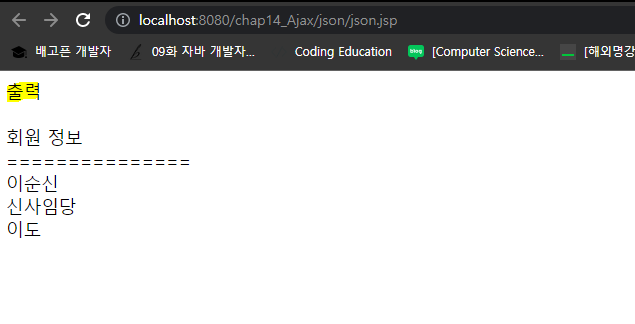 localhost:8080/chap14_Ajax/json/json.jsp
배고픈 개발자 09화 자바 개발자... Coding Education blog [Computer Science... [해외명강
출력
회원 정보
===============
이순신
신사임당
이도